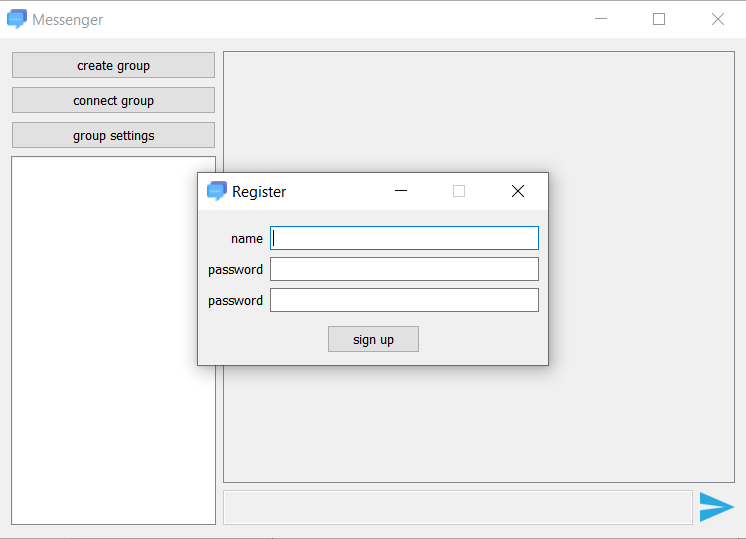 Messenger
create group
connect group
group settings
Register
name
password
password
sign up